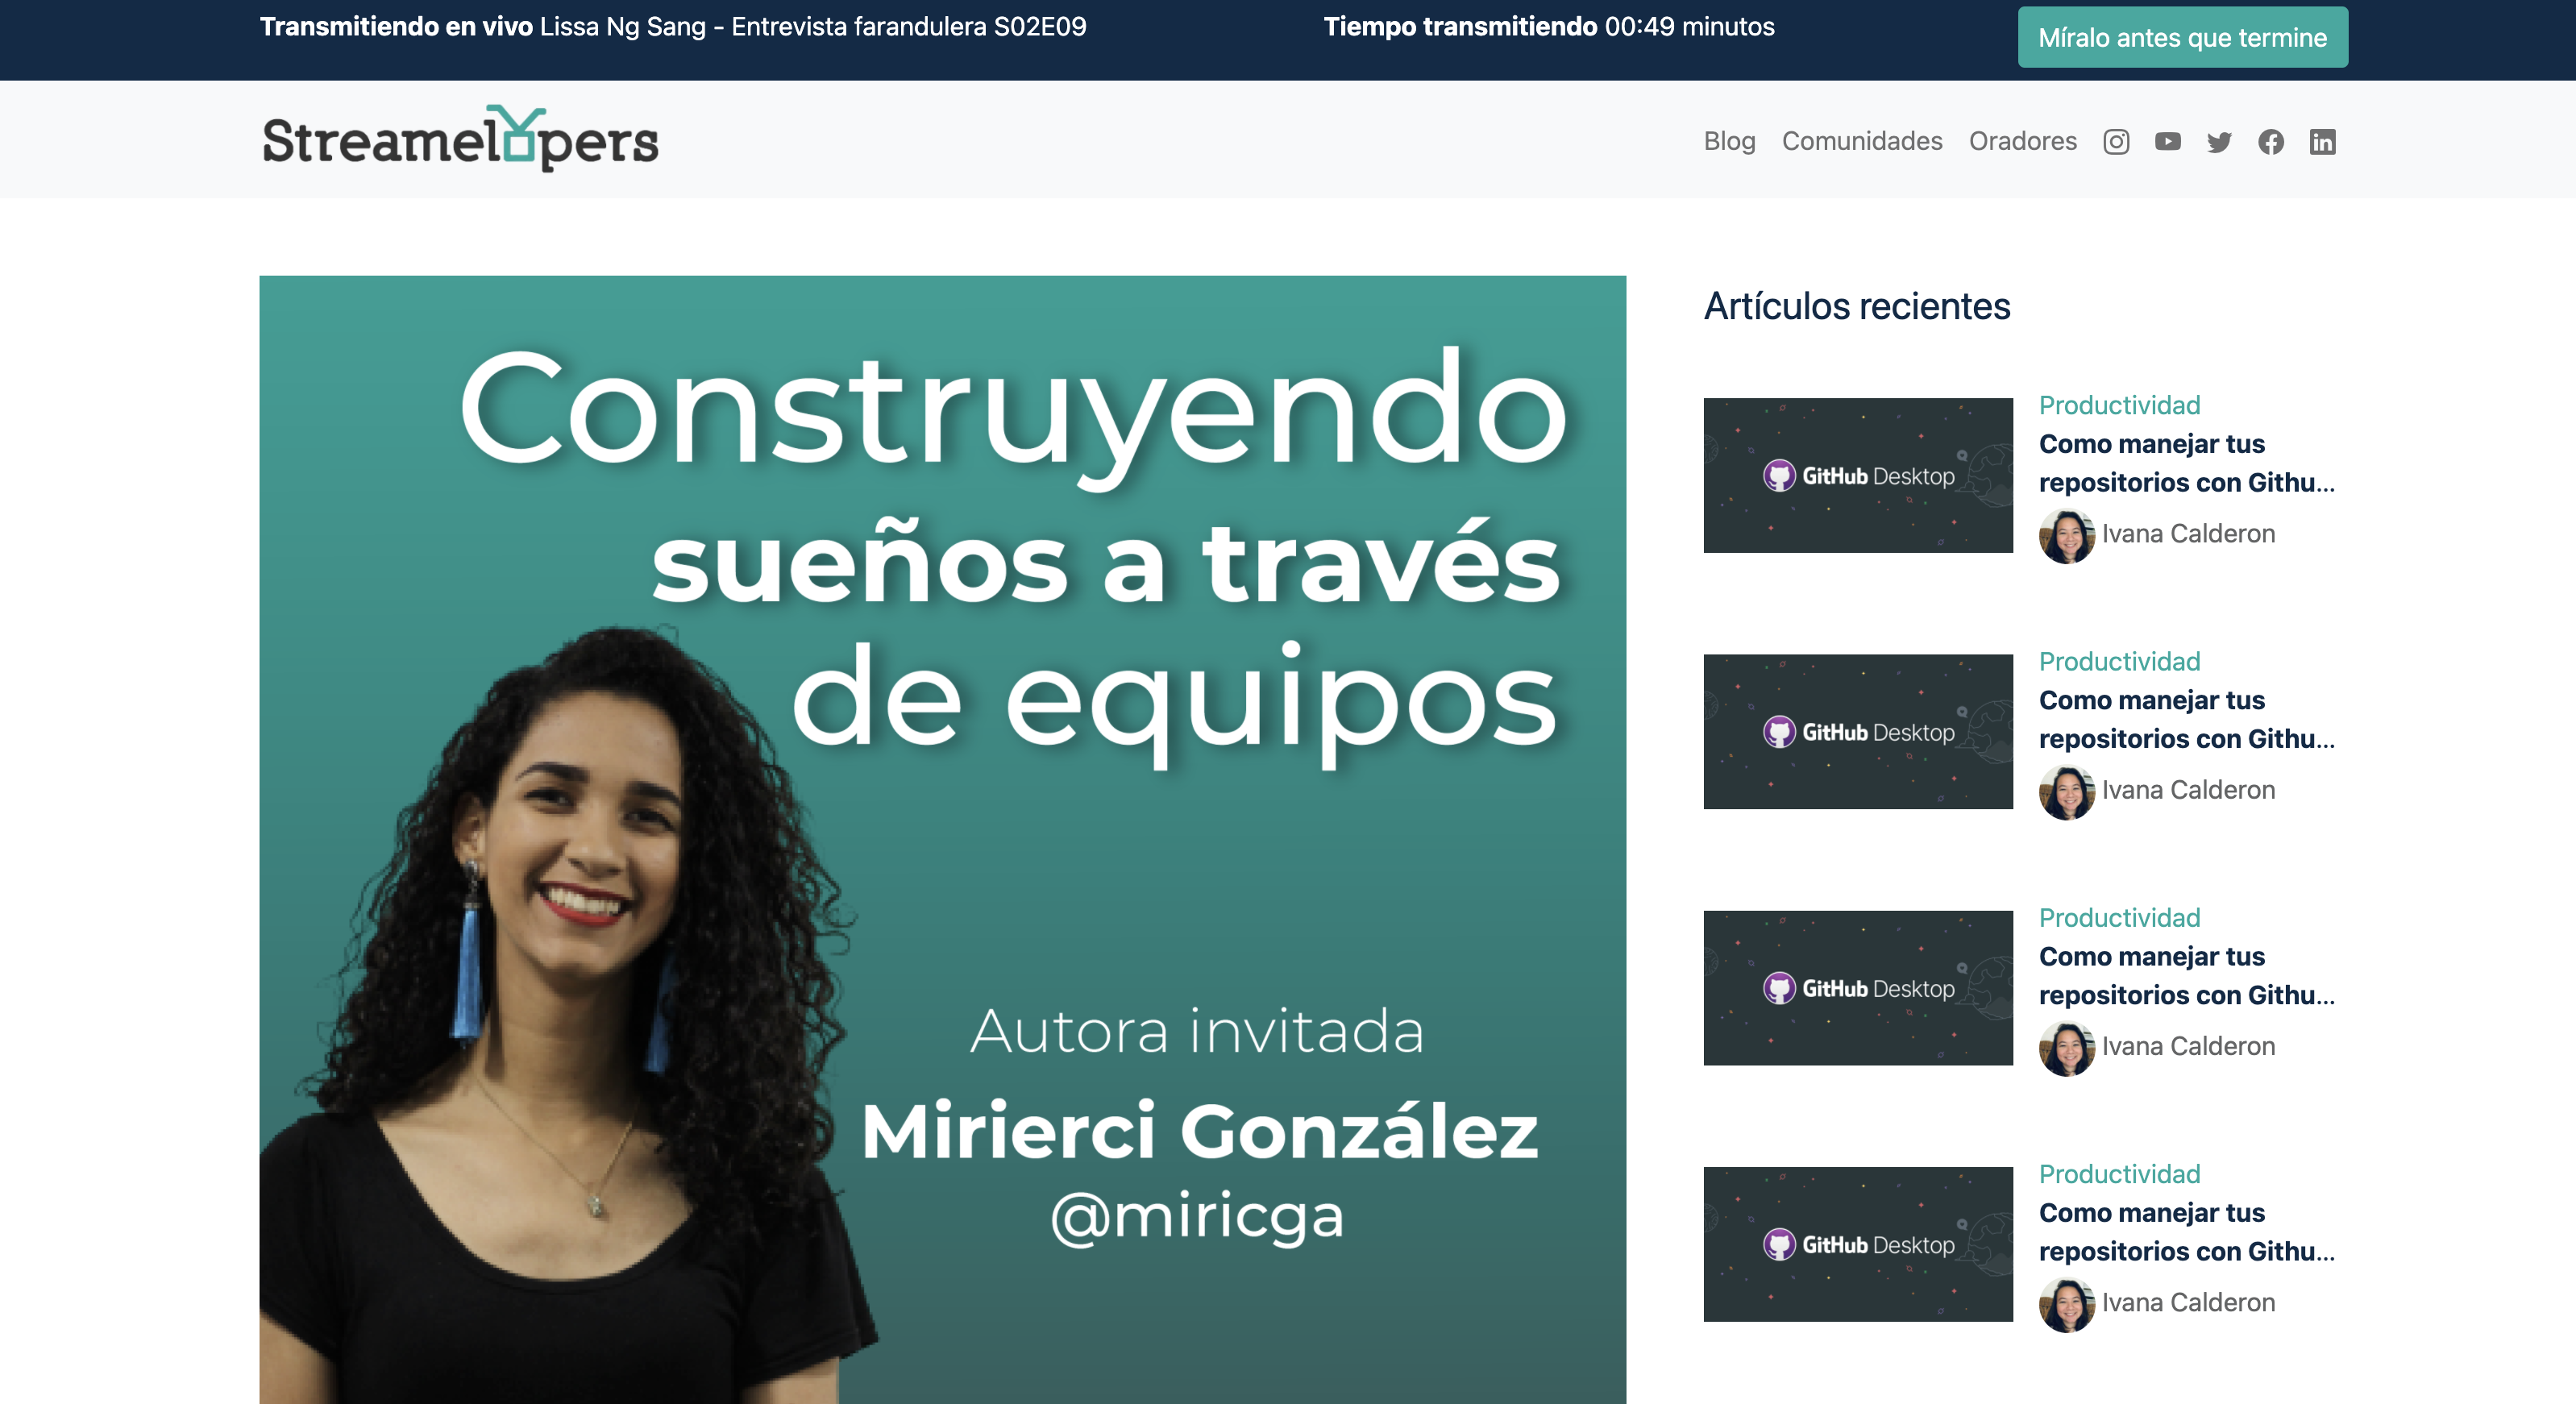 Transmitiendo en vivo Lissa Ng Sang - Entrevista farandulera S02E09
Tiempo transmitiendo 00:49 minutos
Míralo antes que termine
Streamelopers
Blog Comunidades Oradores
Construyendo
sueños a través
de equipos
Autora invitada
Mirierci González
@miricga
Artículos recientes
GitHub Desktop
Productividad
Como manejar tus
repositorios con Githu...
Ivana Calderon
GitHub Desktop
Productividad
Como manejar tus
repositorios con Githu...
Ivana Calderon
GitHub Desktop
Productividad
Como manejar tus
repositorios con Githu...
Ivana Calderon
GitHub Desktop
Productividad
Como manejar tus
repositorios con Githu...
Ivana Calderon